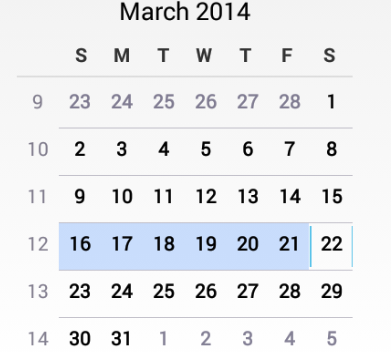 March 2014
S M T W T F S
9 23 24 25 26 27 28 1
10 2 3 4 5 6 7 8
11 9 10 11 12 13 14 15
12 16 17 18 19 20 21 22
13 23 24 25 26 27 28 29
14 30 31 1 2 3 4 5